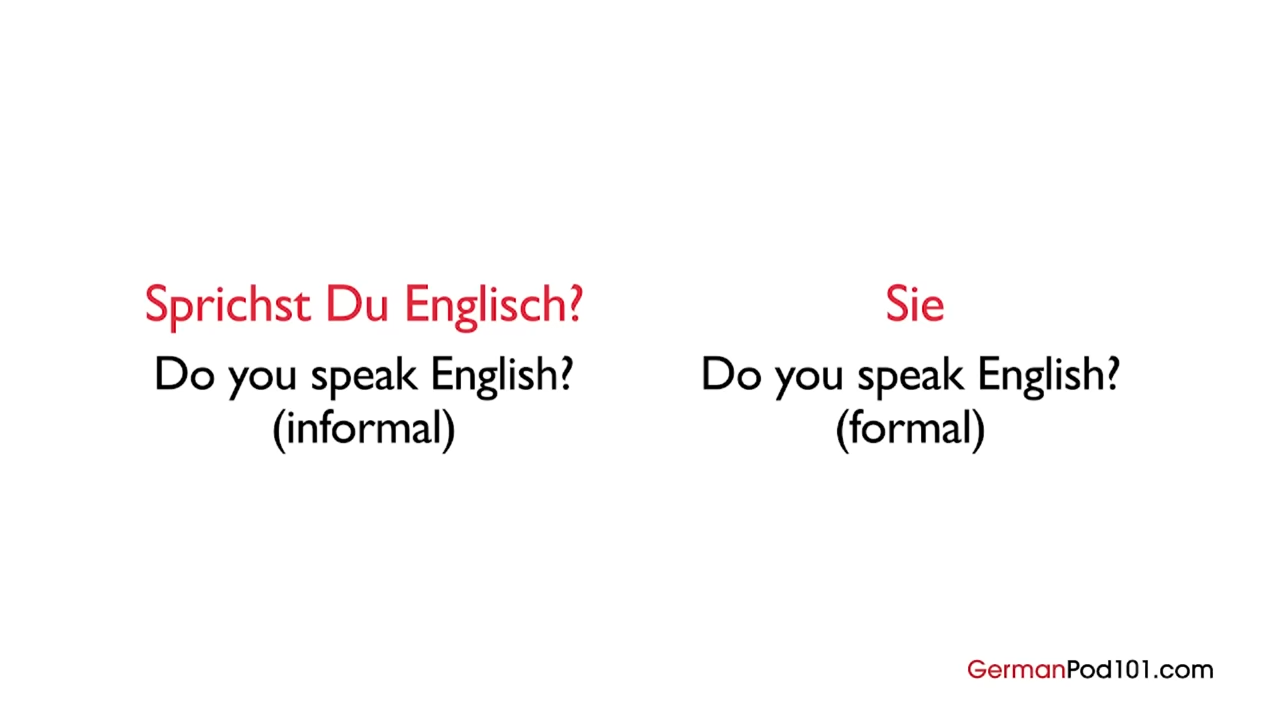 Sprichst Du Englisch?
Do you speak English?
(informal)
Sie
Do you speak English?
(formal)
GermanPod101.com